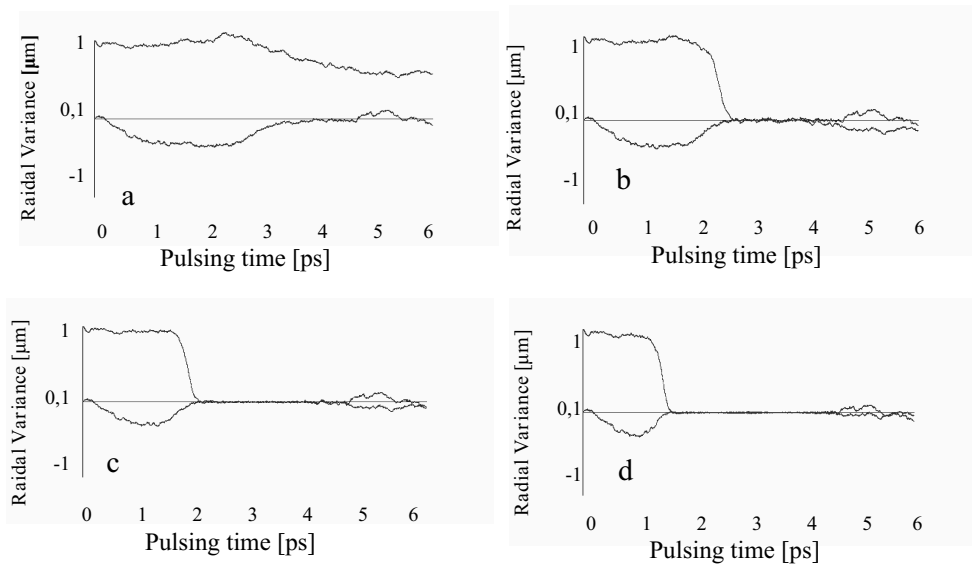 Raidal Variance [μm]
1
0,1
-1
a
0 1 2 3 4 5 6
Pulsing time [ps]
Radial Variance [μm]
1
0,1
-1
b
0 1 2 3 4 5 6
Pulsing time [ps]
Raidal Variance [μm]
1
0,1
-1
c
0 1 2 3 4 5 6
Pulsing time [ps]
Radial Variance [μm]
1
0,1
-1
d
0 1 2 3 4 5 6
Pulsing time [ps]